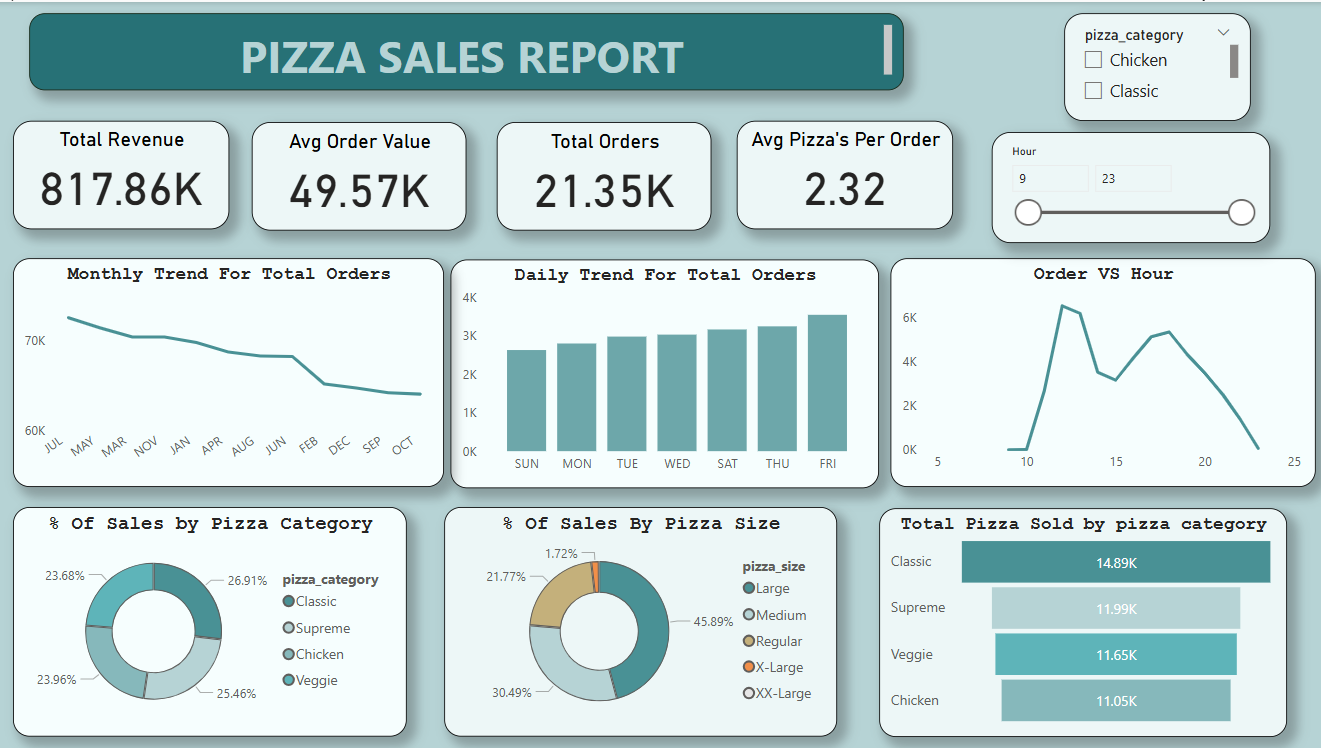 PIZZA SALES REPORT
pizza_category
Chicken
Classic
Total Revenue
817.86K
Avg Order Value
49.57K
Total Orders
21.35K
Avg Pizza's Per Order
2.32
Hour
9 23
Monthly Trend For Total Orders
70K
60K
JUL MAY MAR NOV JAN APR AUG JUN FEB DEC SEP OCT
Daily Trend For Total Orders
4K
3K
2K
1K
0K
SUN MON TUE WED SAT THU FRI
Order VS Hour
6K
4K
2K
0K
5 10 15 20 25
% Of Sales by Pizza Category
23.68%
26.91%
23.96%
25.46%
pizza_category
Classic
Supreme
Chicken
Veggie
% Of Sales By Pizza Size
1.72%
21.77%
45.89%
30.49%
pizza_size
Large
Medium
Regular
X-Large
XX-Large
Total Pizza Sold by pizza category
Classic 14.89K
Supreme 11.99K
Veggie 11.65K
Chicken 11.05K